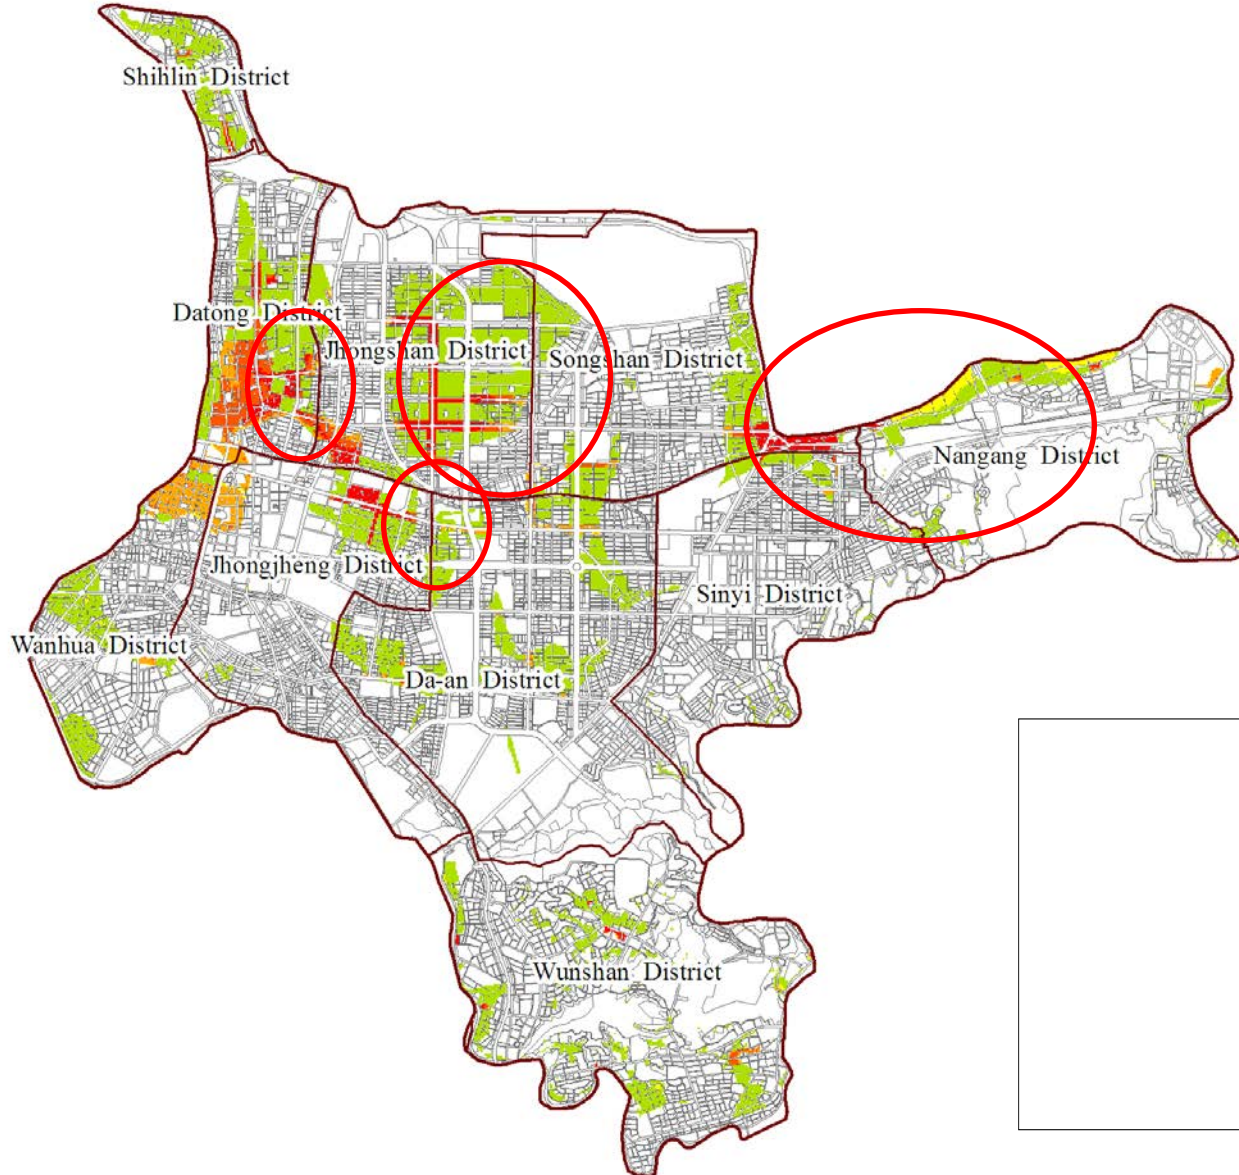 Shihlin District
Datong District
Jhongshan District
Songshan District
Nangang District
Jhongjheng District
Sinyi District
Wanhua District
Da-an District
Wunshan District